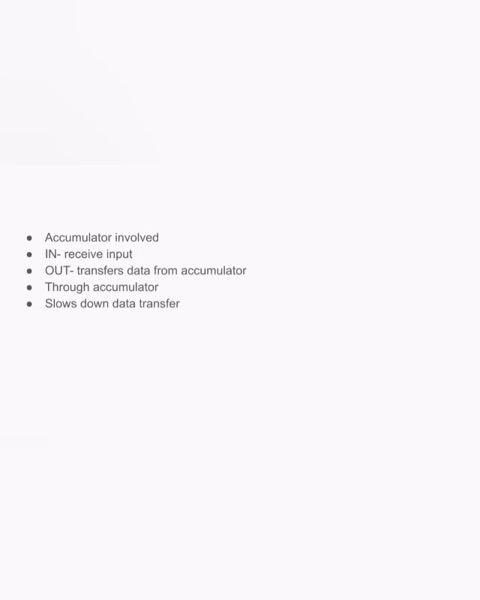 ● Accumulator involved
● IN- receive input
● OUT- transfers data from accumulator
● Through accumulator
● Slows down data transfer